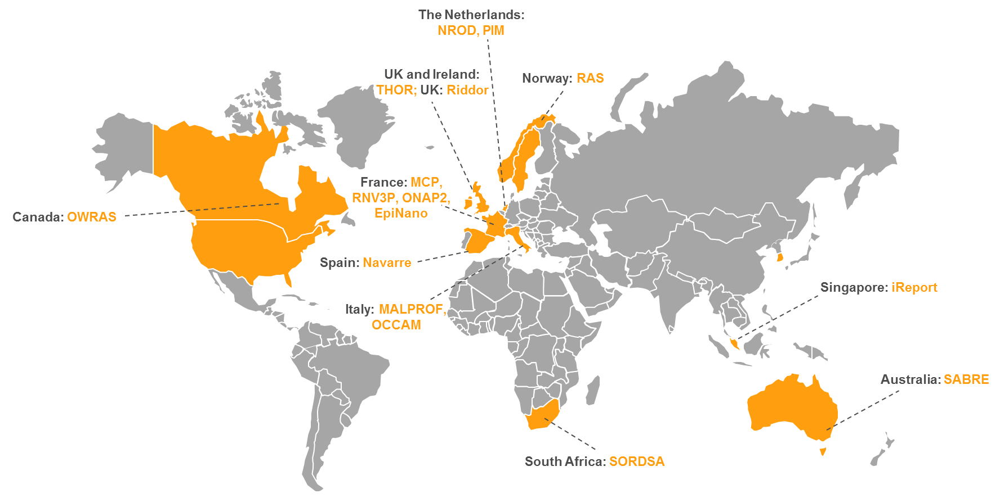 The Netherlands:
NROD, PIM
UK and Ireland:
THOR; UK: Riddor
Norway: RAS
France: MCP,
RNV3P, ONAP2,
EpiNano
Canada: OWRAS
Spain: Navarre
Singapore: iReport
Italy: MALPROF,
OCCAM
Australia: SABRE
South Africa: SORDSA